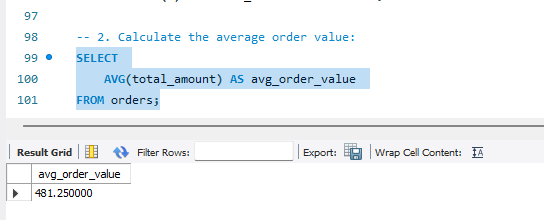 97
98 -- 2. Calculate the average order value:
99 SELECT
100 AVG(total_amount) AS avg_order_value
101 FROM orders;
Result Grid Filter Rows: Export: Wrap Cell Content: IA
avg_order_value
481.250000